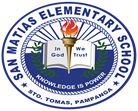 SAN MATIAS ELEMENTARY SCHOOL
In God
We Trust!
KNOWLEDGE IS POWER
STO. TOMAS, PAMPANGA